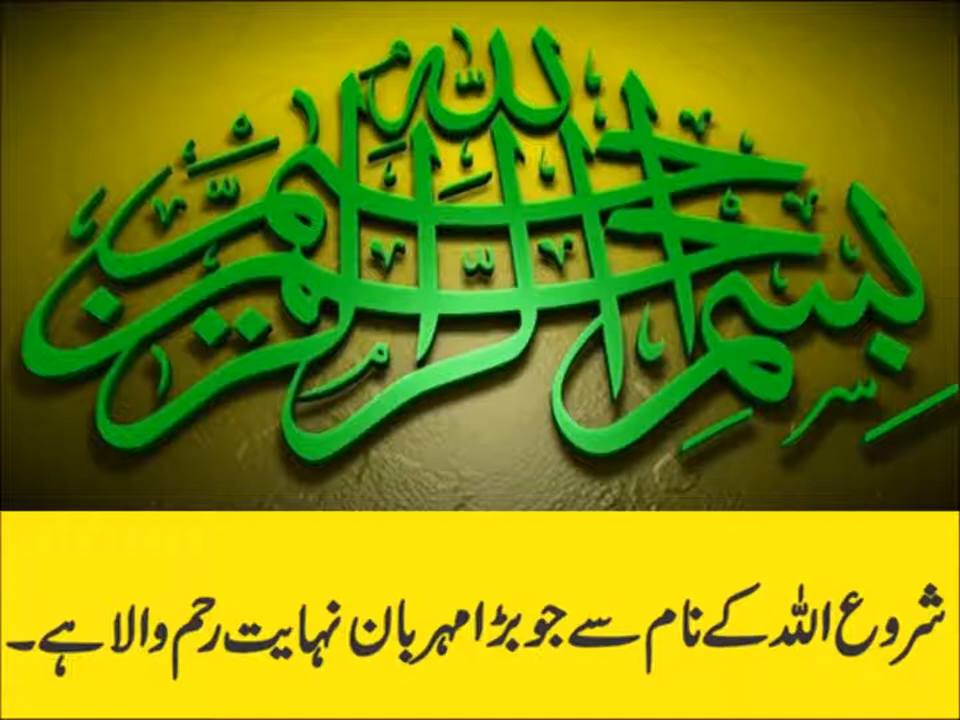 بسم الله الرحمن الرحيم
شروع اللہ کے نام سے جو بڑا مہربان نہایت رحم والا ہے۔